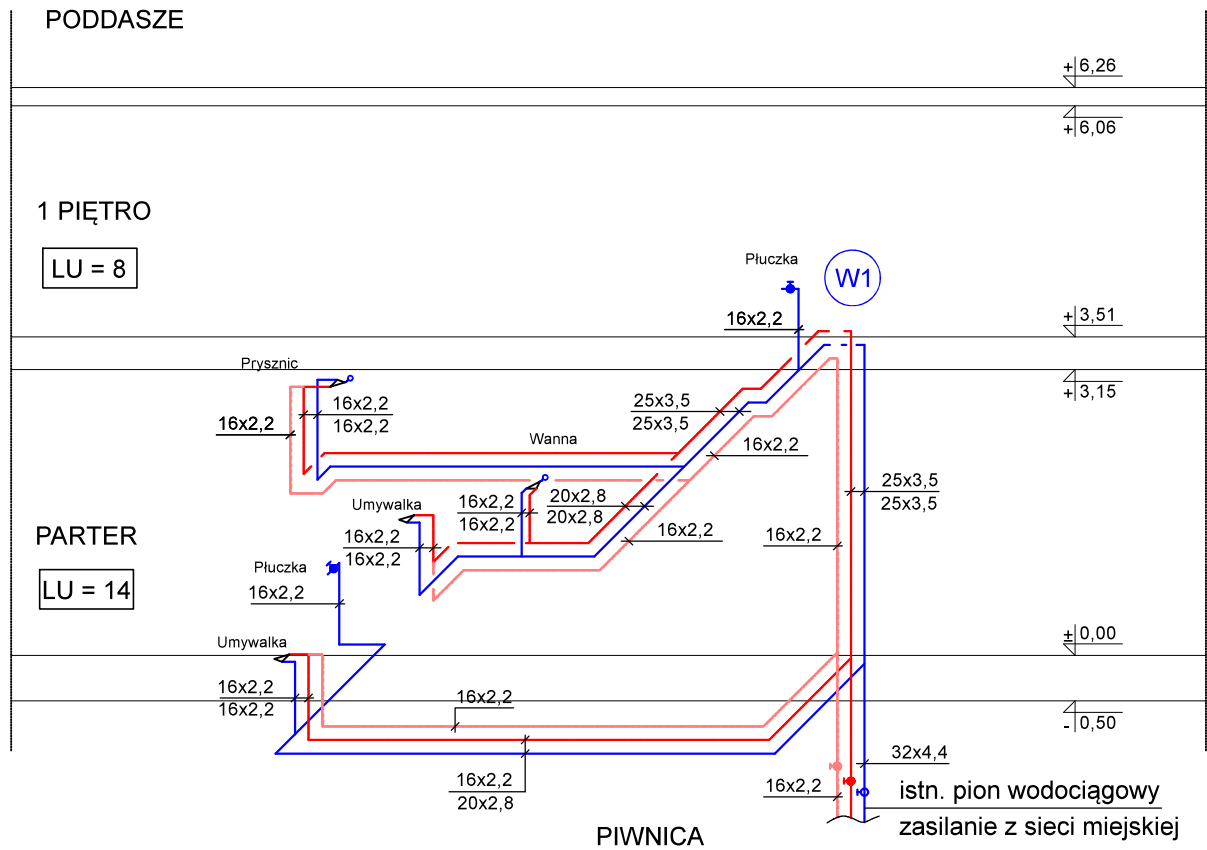 PODDASZE
+ 6,26
+ 6,06
1 PIĘTRO
LU = 8
Płuczka
W1
16x2,2
+ 3,51
+ 3,15
Prysznic
16x2,2
16x2,2
16x2,2
25x3,5
25x3,5
Wanna
16x2,2
25x3,5
25x3,5
Umywalka
16x2,2
16x2,2
20x2,8
20x2,8
PARTER
16x2,2
16x2,2
16x2,2
16x2,2
Płuczka
LU = 14
16x2,2
± 0,00
Umywalka
16x2,2
16x2,2
16x2,2
- 0,50
32x4,4
16x2,2
20x2,8
16x2,2
istn. pion wodociągowy
zasilanie z sieci miejskiej
PIWNICA